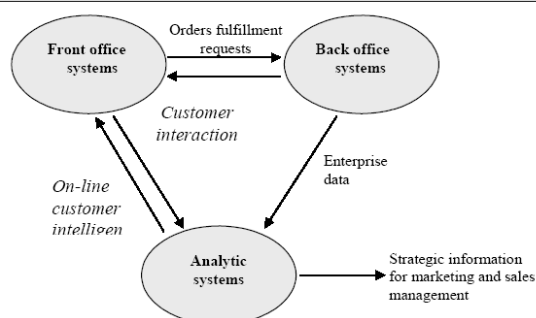 Orders fulfillment
requests
Front office
systems
Back office
systems
Customer
interaction
Enterprise
data
On-line
customer
intelligen
Analytic
systems
Strategic information
for marketing and sales
management